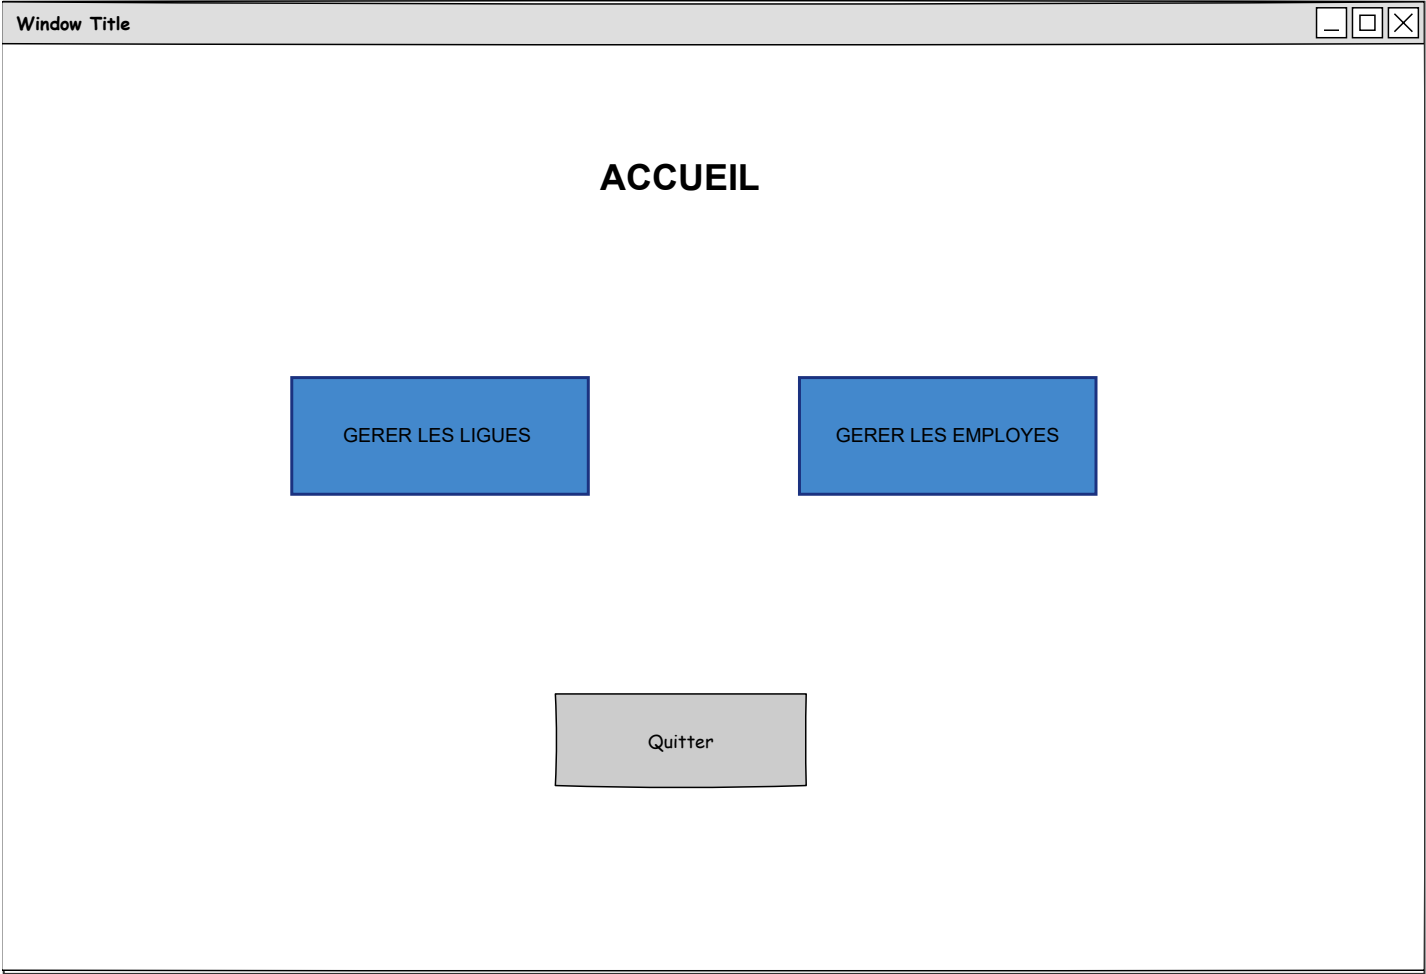 Window Title
ACCUEIL
GERER LES LIGUES
GERER LES EMPLOYES
Quitter